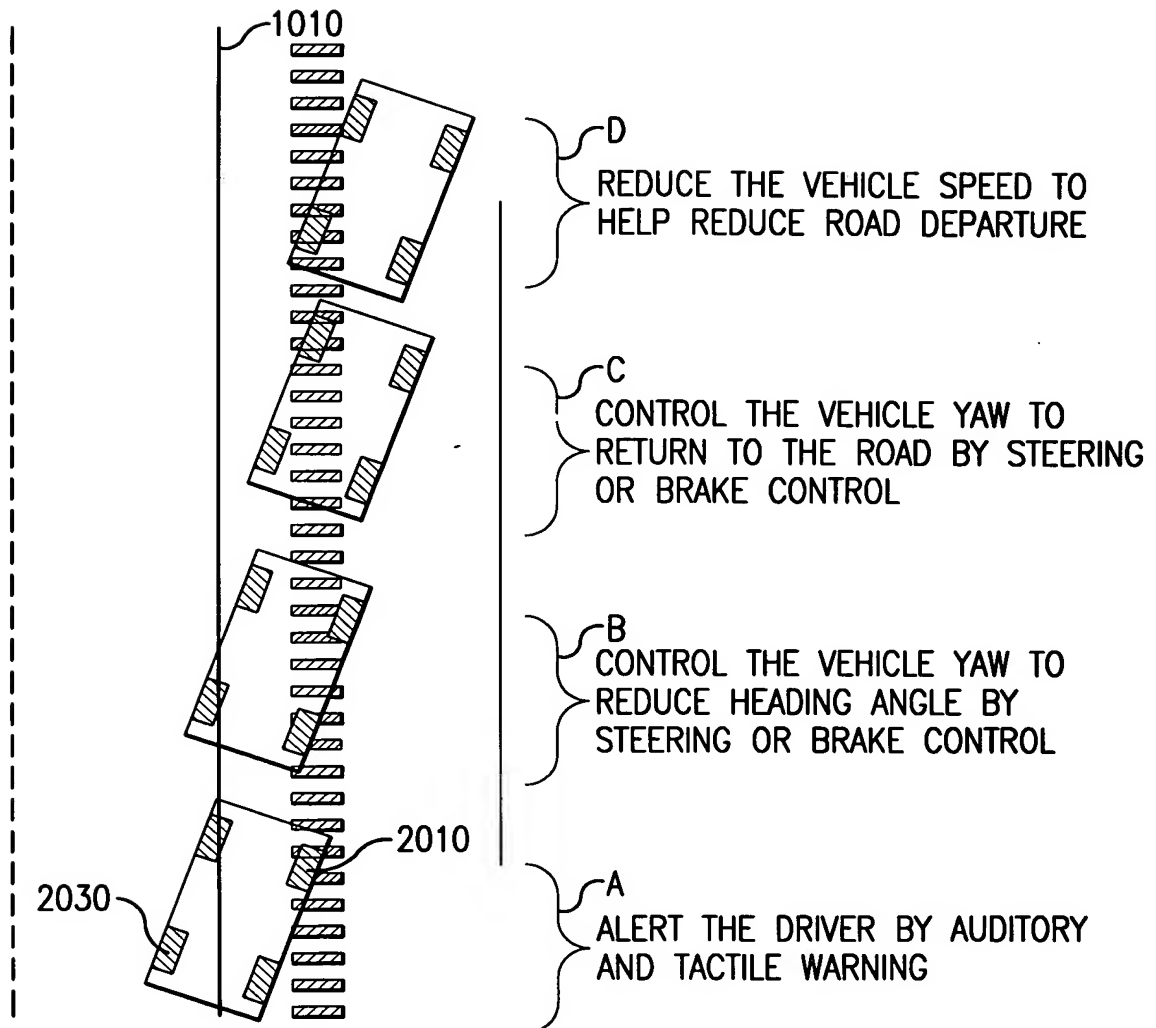 1010
D
REDUCE THE VEHICLE SPEED TO
HELP REDUCE ROAD DEPARTURE
C
CONTROL THE VEHICLE YAW TO
RETURN TO THE ROAD BY STEERING
OR BRAKE CONTROL
B
CONTROL THE VEHICLE YAW TO
REDUCE HEADING ANGLE BY
STEERING OR BRAKE CONTROL
2010
2030
A
ALERT THE DRIVER BY AUDITORY
AND TACTILE WARNING